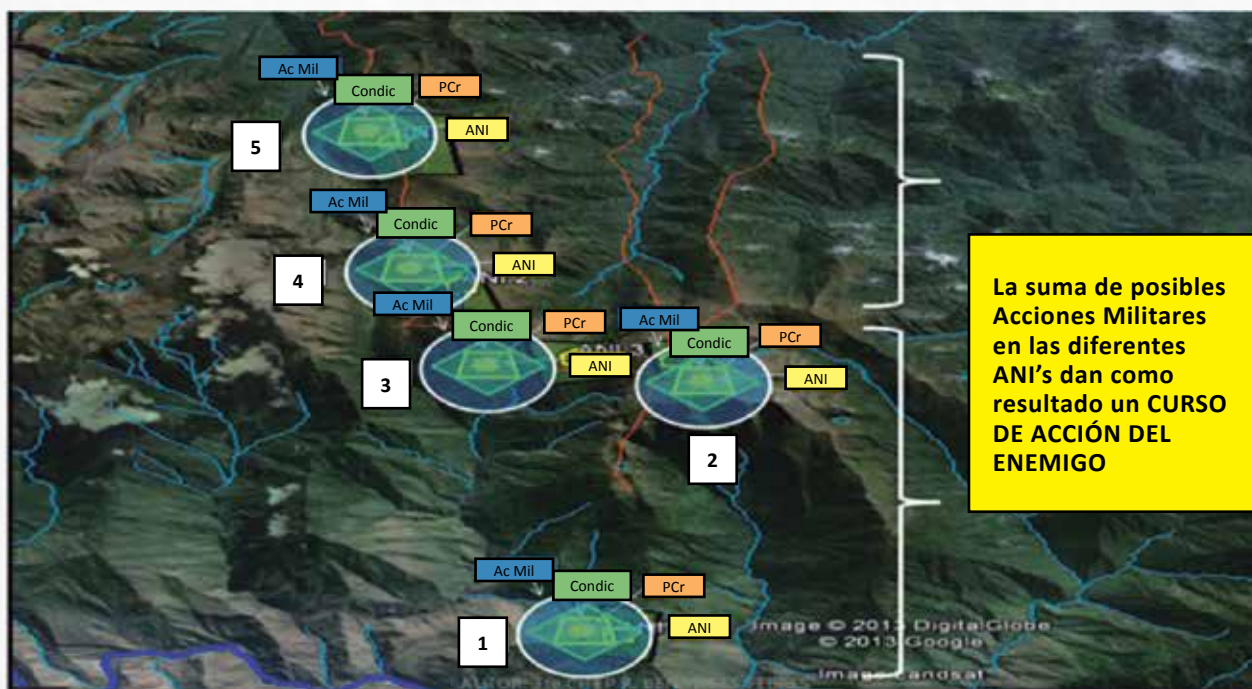 Ac Mil
Condic
PCr
ANI
5
Ac Mil
Condic
PCr
ANI
4
Ac Mil
Condic
PCr
ANI
3
Ac Mil
Condic
PCr
ANI
2
Ac Mil
Condic
PCr
ANI
1
La suma de posibles
Acciones Militares
en las diferentes
ANI's dan como
resultado un CURSO
DE ACCIÓN DEL
ENEMIGO
Image © 2013 DigitalGlobe
© 2013 Google
Image Landsat